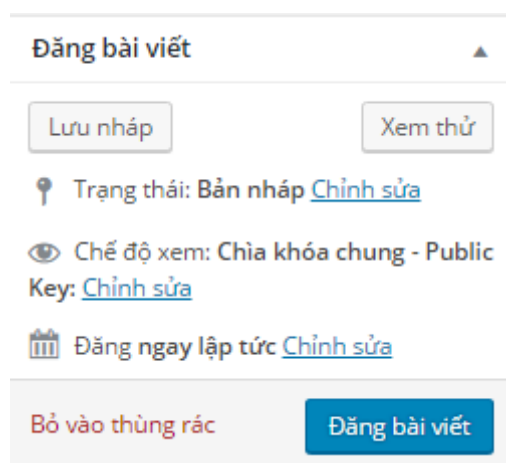 Đăng bài viết
Lưu nháp Xem thử
Trạng thái: Bản nháp Chỉnh sửa
Chế độ xem: Chìa khóa chung - Public
Key: Chỉnh sửa
Đăng ngay lập tức Chỉnh sửa
Bỏ vào thùng rác Đăng bài viết